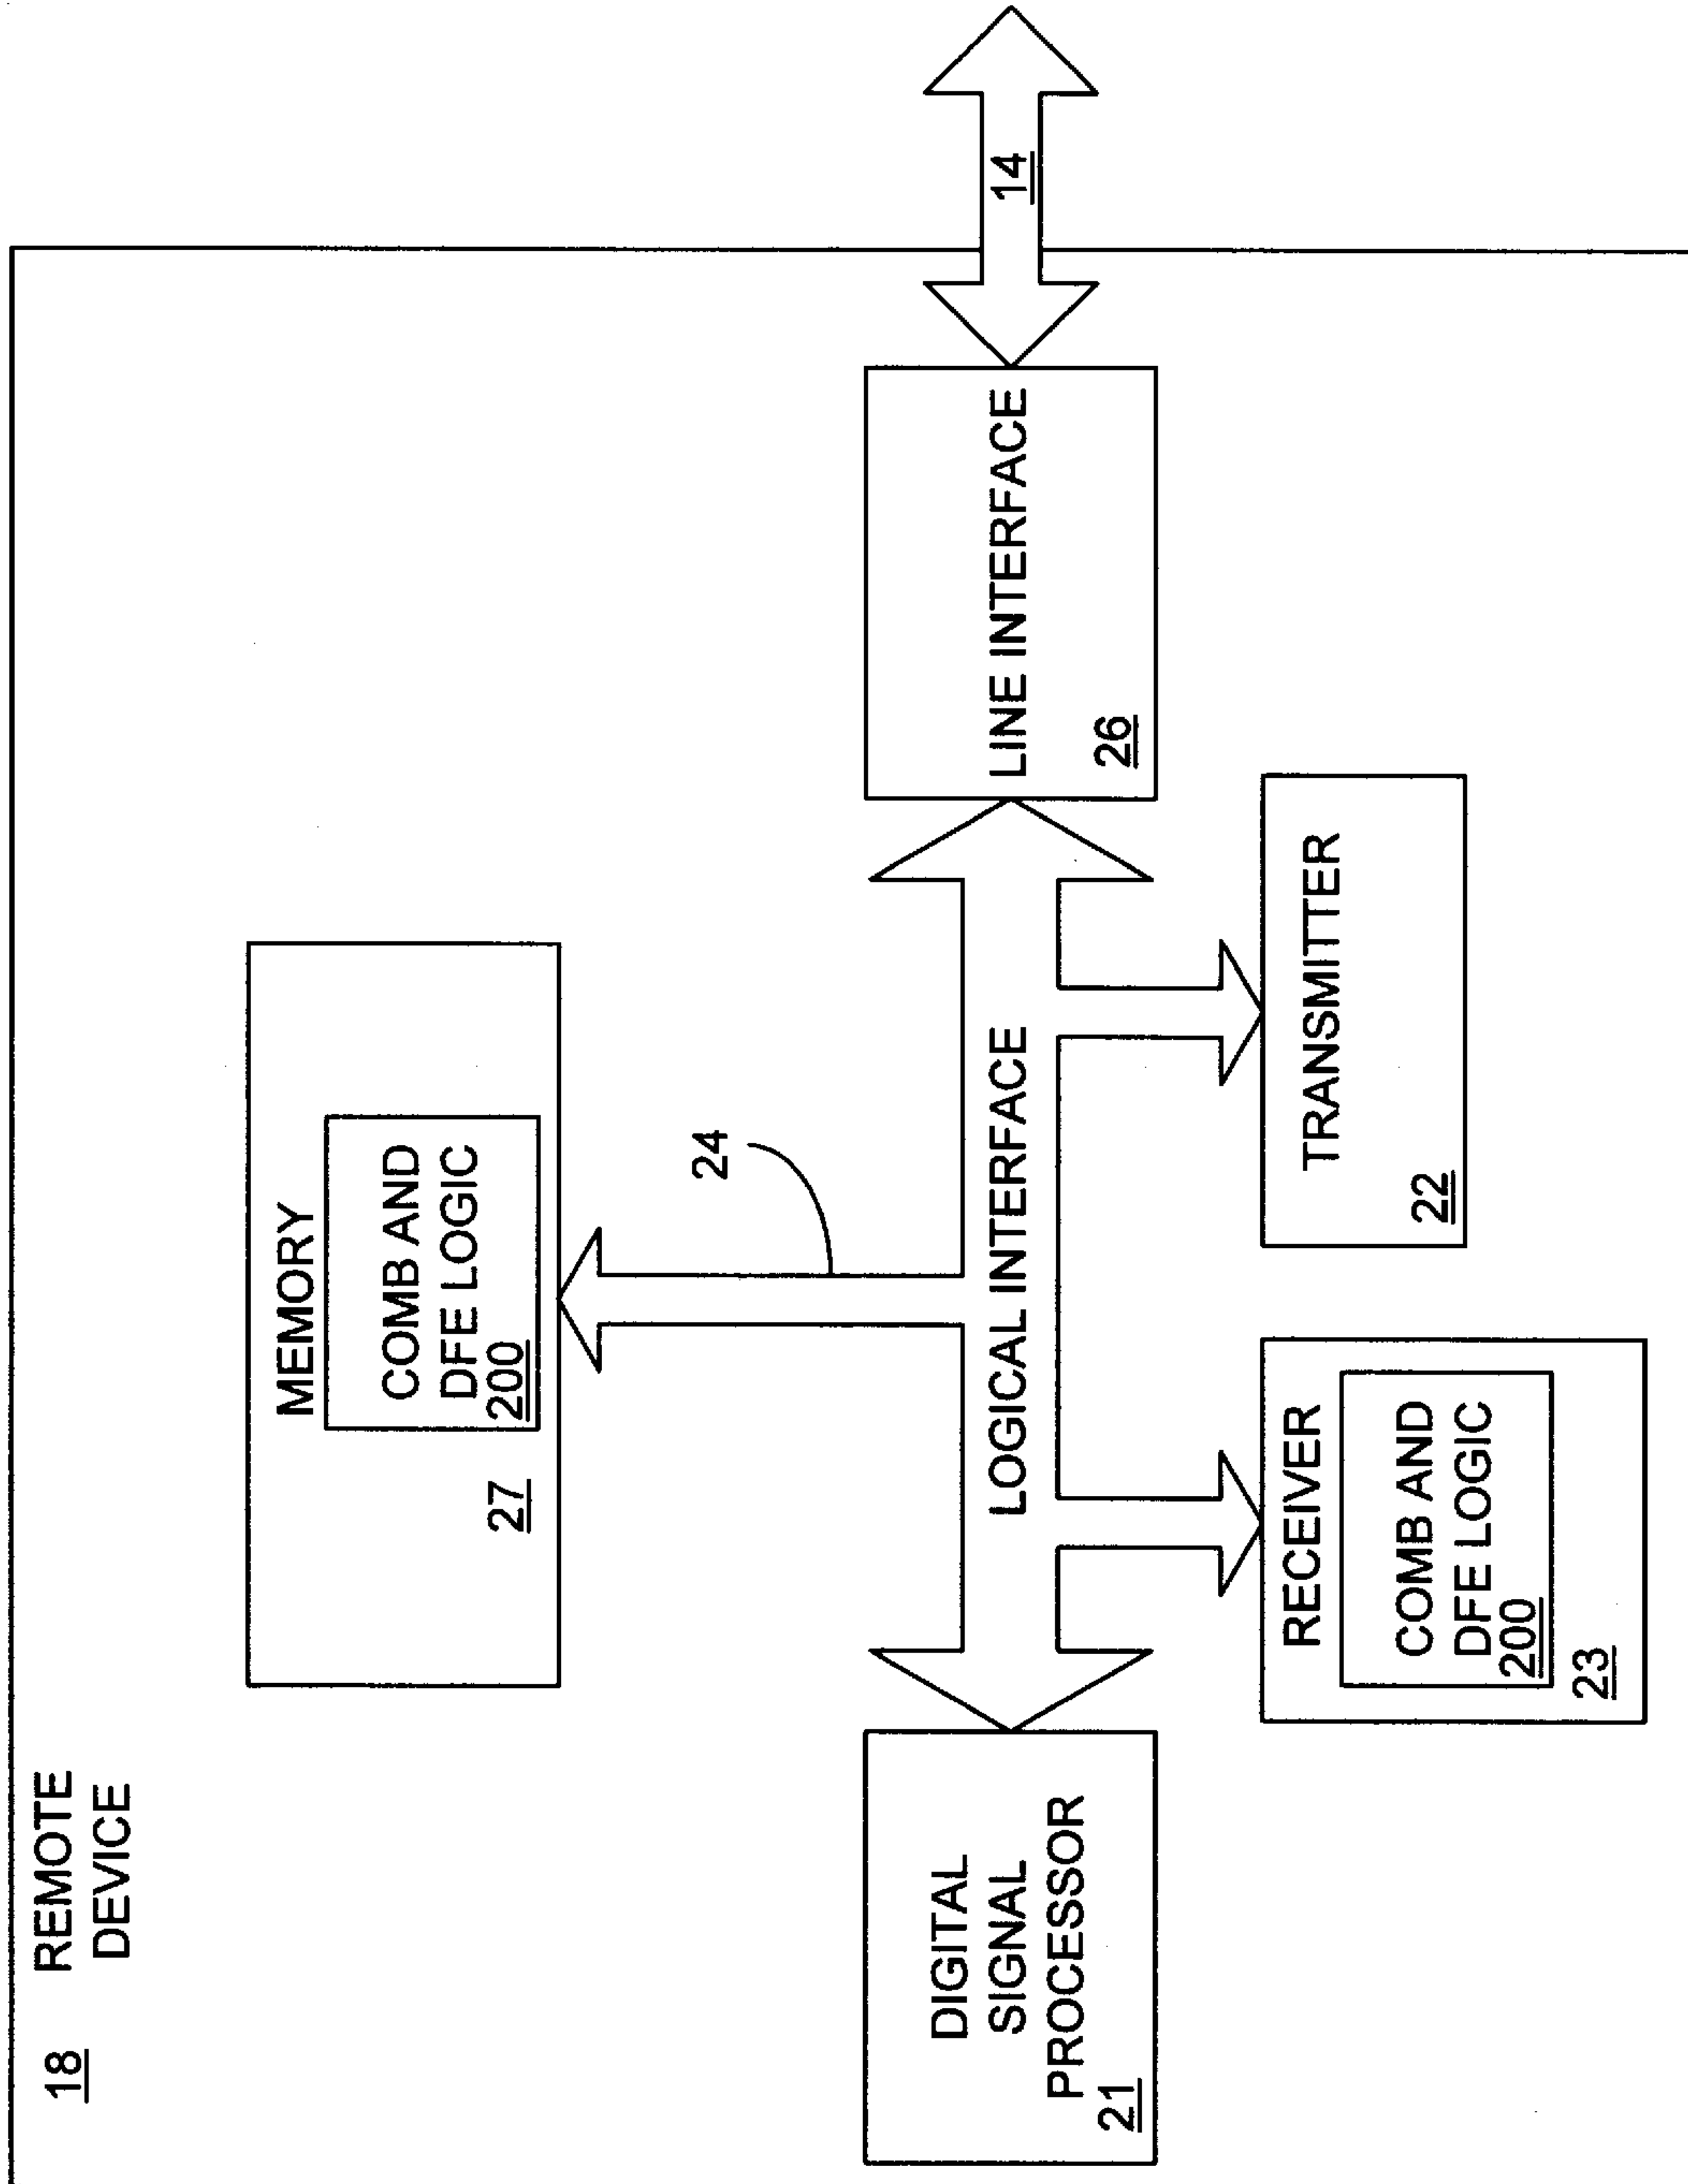 18
REMOTE
DEVICE
MEMORY
COMB AND
DFE LOGIC
200
27
24
DIGITAL
SIGNAL
PROCESSOR
21
LOGICAL INTERFACE
LINE INTERFACE
26
14
RECEIVER
COMB AND
DFE LOGIC
200
23
TRANSMITTER
22